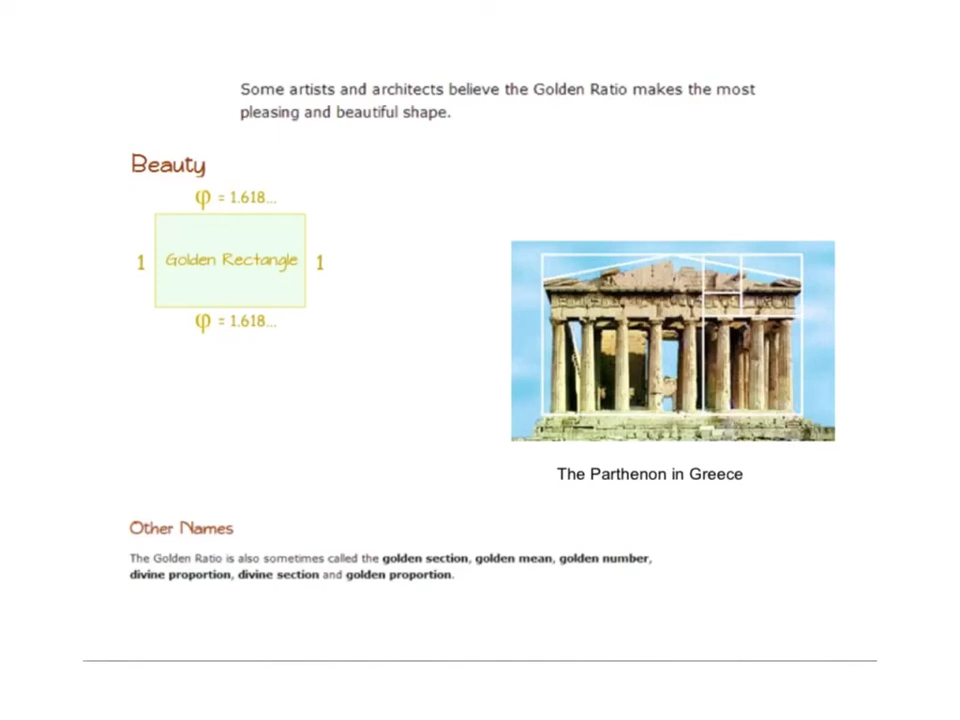 Some artists and architects believe the Golden Ratio makes the most
pleasing and beautiful shape.
Beauty
φ = 1.618...
1
Golden Rectangle
1
φ = 1.618...
The Parthenon in Greece
Other Names
The Golden Ratio is also sometimes called the golden section, golden mean, golden number,
divine proportion, divine section and golden proportion.